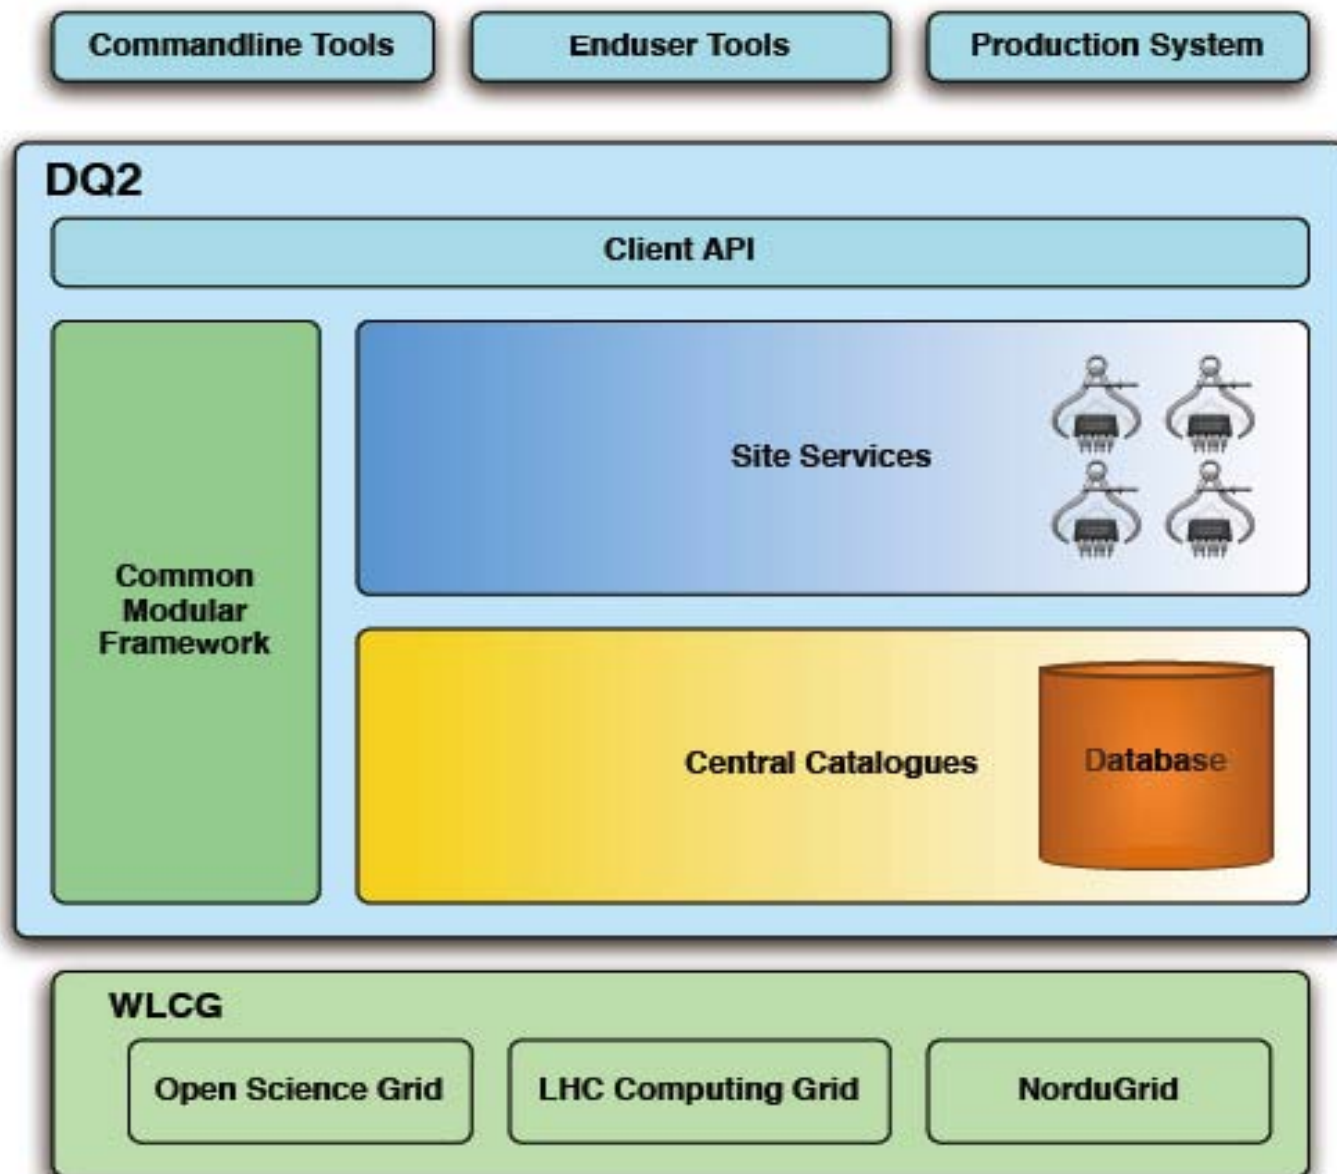 Commandline Tools
Enduser Tools
Production System
DQ2
Client API
Common
Modular
Framework
Site Services
Central Catalogues
Database
WLCG
Open Science Grid
LHC Computing Grid
NorduGrid